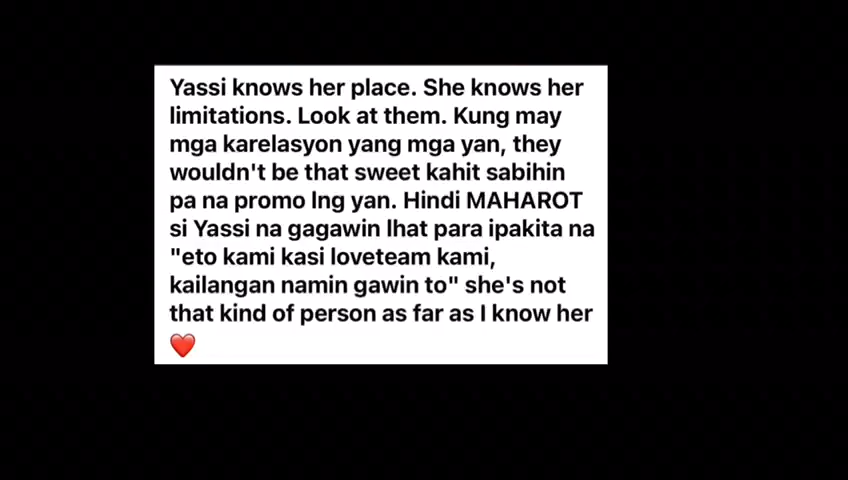 Yassi knows her place. She knows her
limitations. Look at them. Kung may
mga karelasyon yang mga yan, they
wouldn't be that sweet kahit sabihin
pa na promo lng yan. Hindi MAHAROT
si Yassi na gagawin lhat para ipakita na
"eto kami kasi loveteam kami,
kailangan namin gawin to" she's not
that kind of person as far as I know her
❤️